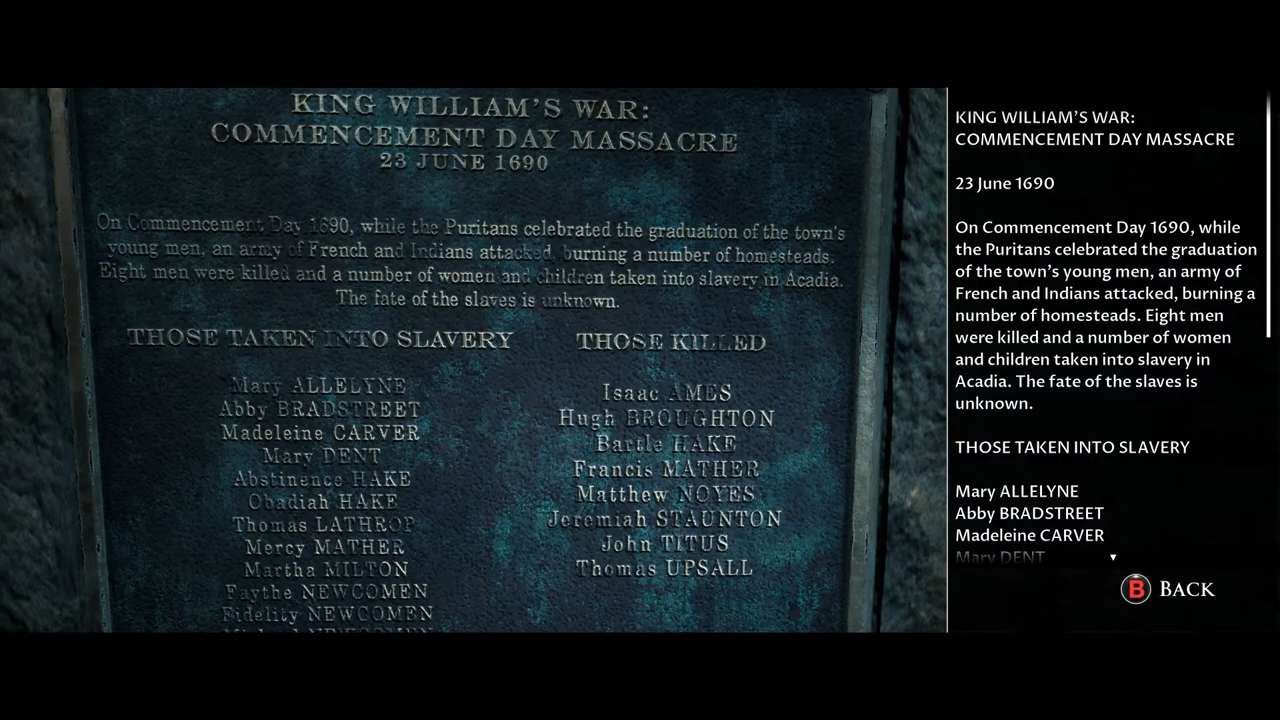 KING WILLIAM'S WAR:
COMMENCEMENT DAY MASSACRE
23 JUNE 1690
On Commencement Day 1690, while the Puritans celebrated the graduation of the town's
young men, an army of French and Indians attacked, burning a number of homesteads.
Eight men were killed and a number of women and children taken into slavery in Acadia.
The fate of the slaves is unknown.
THOSE TAKEN INTO SLAVERY
Mary ALLELYNE
Abby BRADSTREET
Madeleine CARVER
Mary DENT
Abstinence HAKE
Obadiah HAKE
Thomas LATHROP
Mercy MATHER
Martha MILTON
Faythe NEWCOMEN
Fidelity NEWCOMEN
NEWCOMEN
THOSE KILLED
Isaac AMES
Hugh BROUGHTON
Bartle HAKE
Francis MATHER
Matthew NOYES
Jeremiah STAUNTON
John TITUS
Thomas UPSALL
KING WILLIAM'S WAR:
COMMENCEMENT DAY MASSACRE
23 June 1690
On Commencement Day 1690, while
the Puritans celebrated the graduation
of the town's young men, an army of
French and Indians attacked, burning a
number of homesteads. Eight men
were killed and a number of women
and children taken into slavery in
Acadia. The fate of the slaves is
unknown.
THOSE TAKEN INTO SLAVERY
Mary ALLELYNE
Abby BRADSTREET
Madeleine CARVER
Mary DENT
B BACK